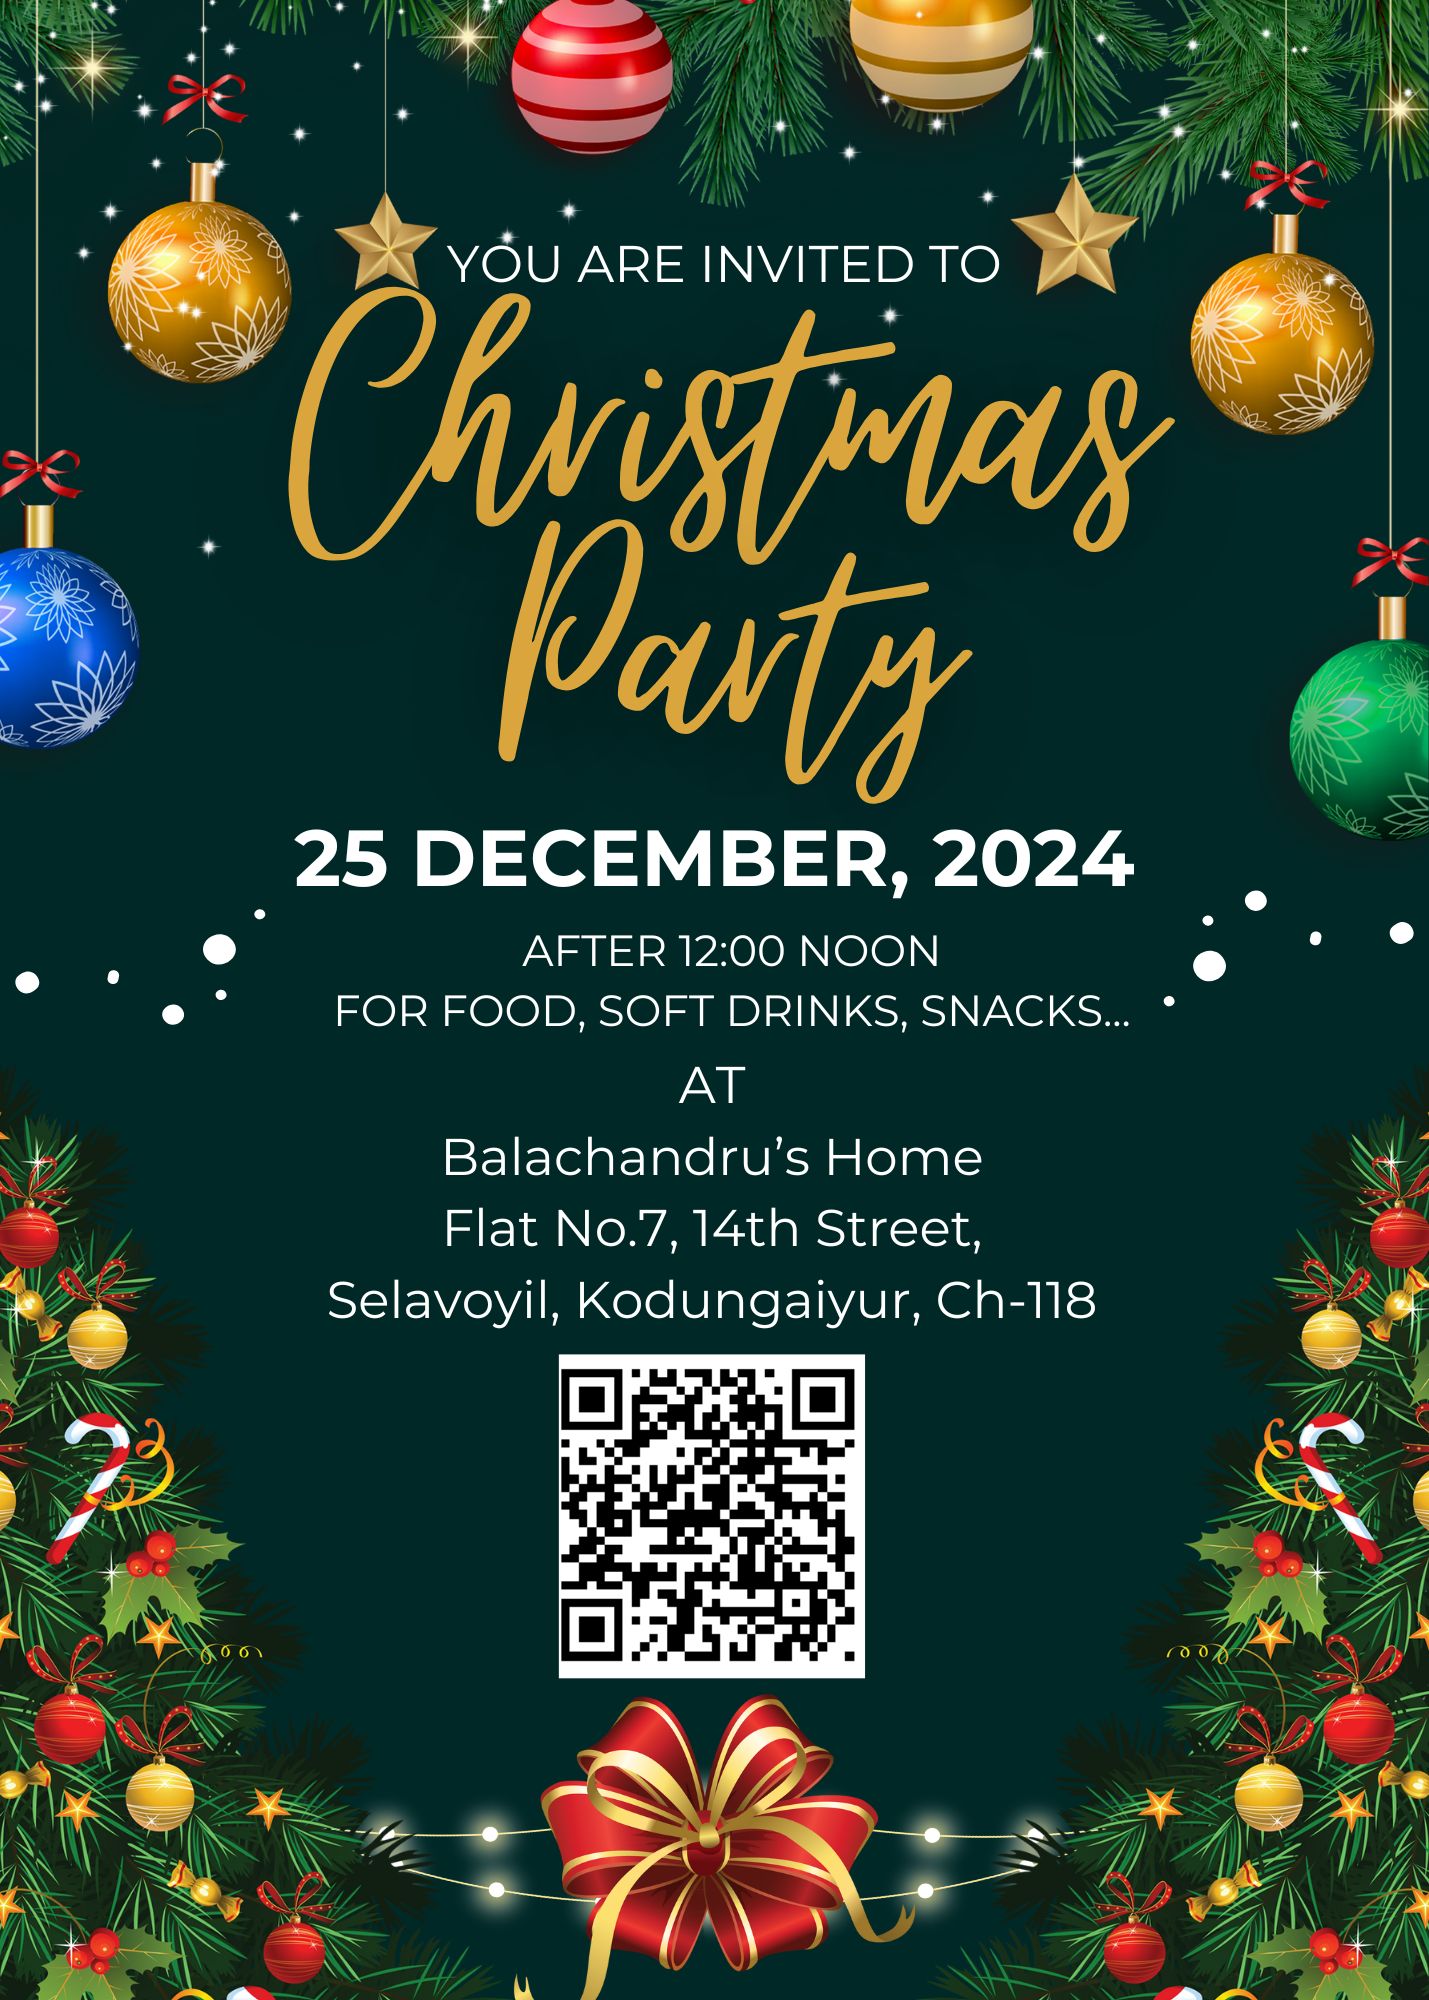 YOU ARE INVITED TO
Christmas
Party
25 DECEMBER, 2024
AFTER 12:00 NOON
FOR FOOD, SOFT DRINKS, SNACKS...
AT
Balachandru’s Home
Flat No.7, 14th Street,
Selavoyil, Kodungaiyur, Ch-118